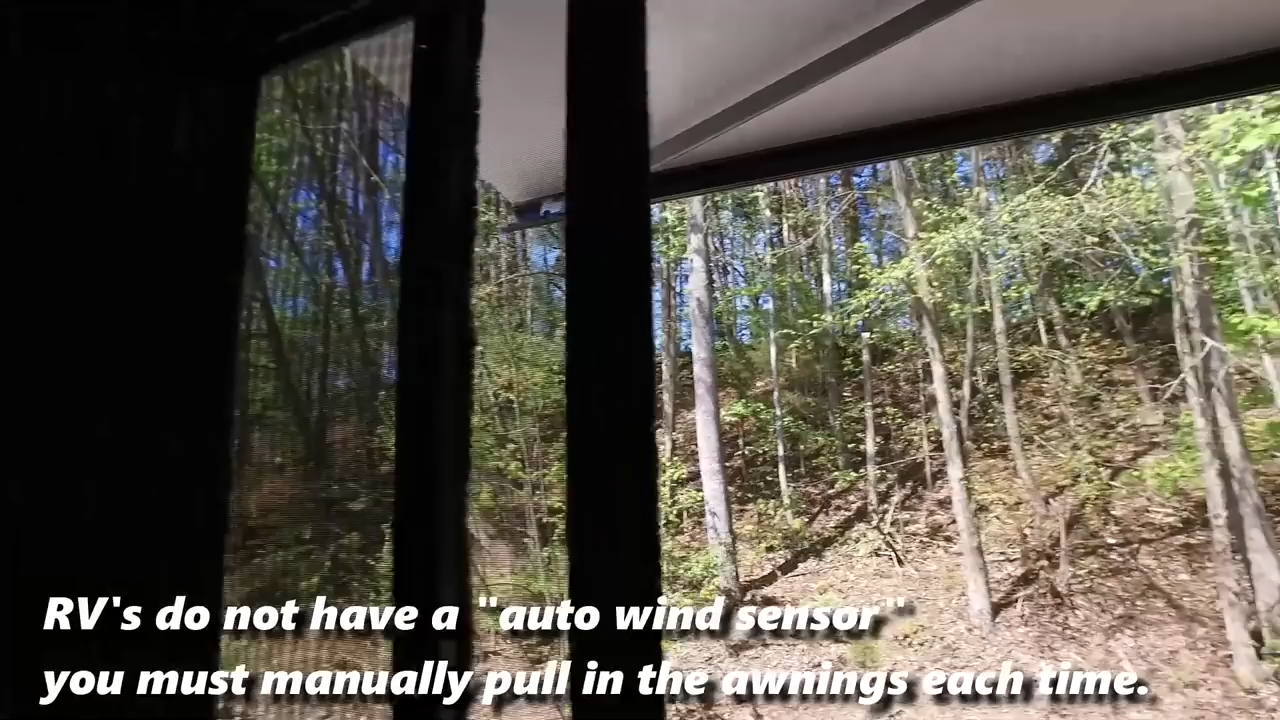 RV's do not have a "auto wind sensor"
you must manually pull in the awnings each time.